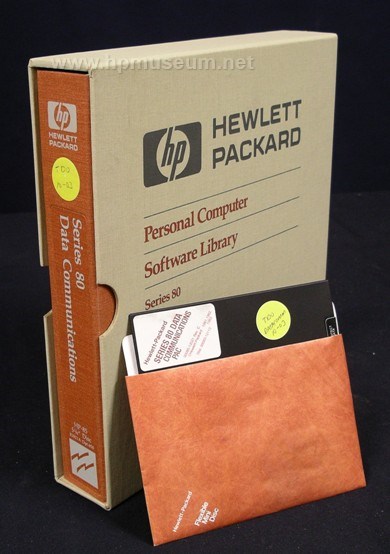 www.hpmuseum.net
hp
HEWLETT
PACKARD
HEWLETT
PACKARD
Personal Computer
Software Library
Series 80
Series 80
Data Communications
Hewlett-Packard
SERIES 80 DATA
COMMUNICATIONS
PAC
Hewlett-Packard
Flexible
Mini
Disc